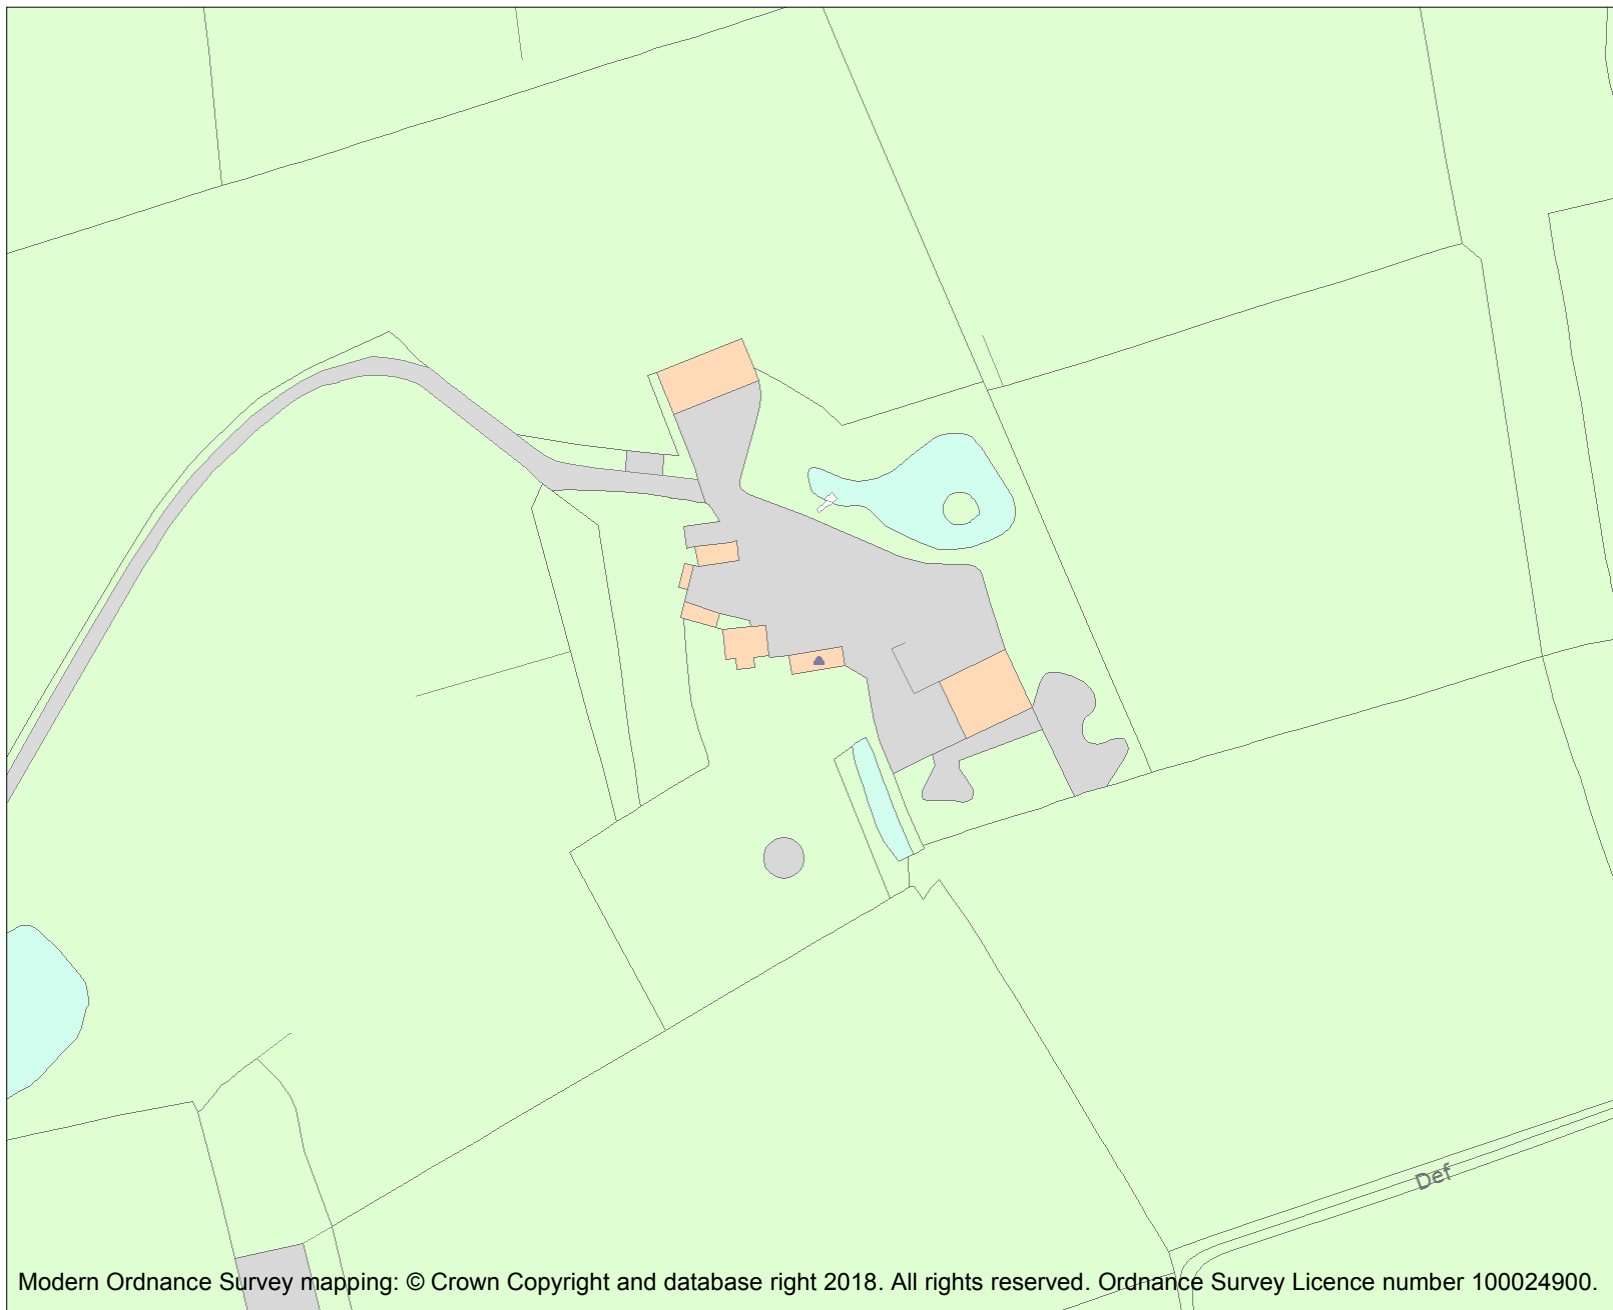 Def
Modern Ordnance Survey mapping: © Crown Copyright and database right 2018. All rights reserved. Ordnance Survey Licence number 100024900.